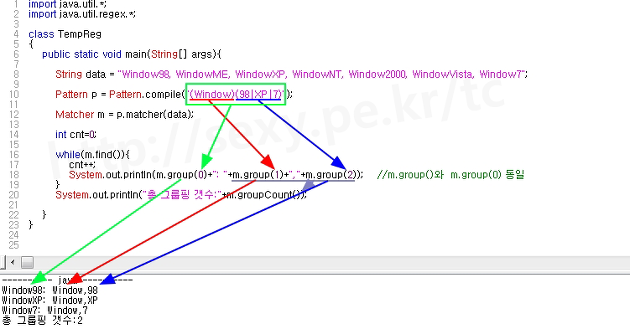 1 import java.util.*;
2 import java.util.regex.*;
3
4 class TempReg
5 {
6 public static void main(String[] args){
7
8 String data = "Window98, WindowME, WindowXP, WindowNT, Window2000, WindowVista, Window7";
9
10 Pattern p = Pattern.compile("(Window)(98|XP|7)");
11
12 Matcher m = p.matcher(data);
13
14 int cnt=0;
15
16 while(m.find()){
17 cnt++;
18 System.out.println(m.group(0)+": "+m.group(1)+","+m.group(2)); //m.group()와 m.group(0) 동일
19 }
20 System.out.println("총 그룹핑 갯수:"+m.groupCount());
21
22 }
23 }
24
25
---------- java ----------
Window98: Window,98
WindowXP: Window,XP
Window7: Window,7
총 그룹핑 갯수:2